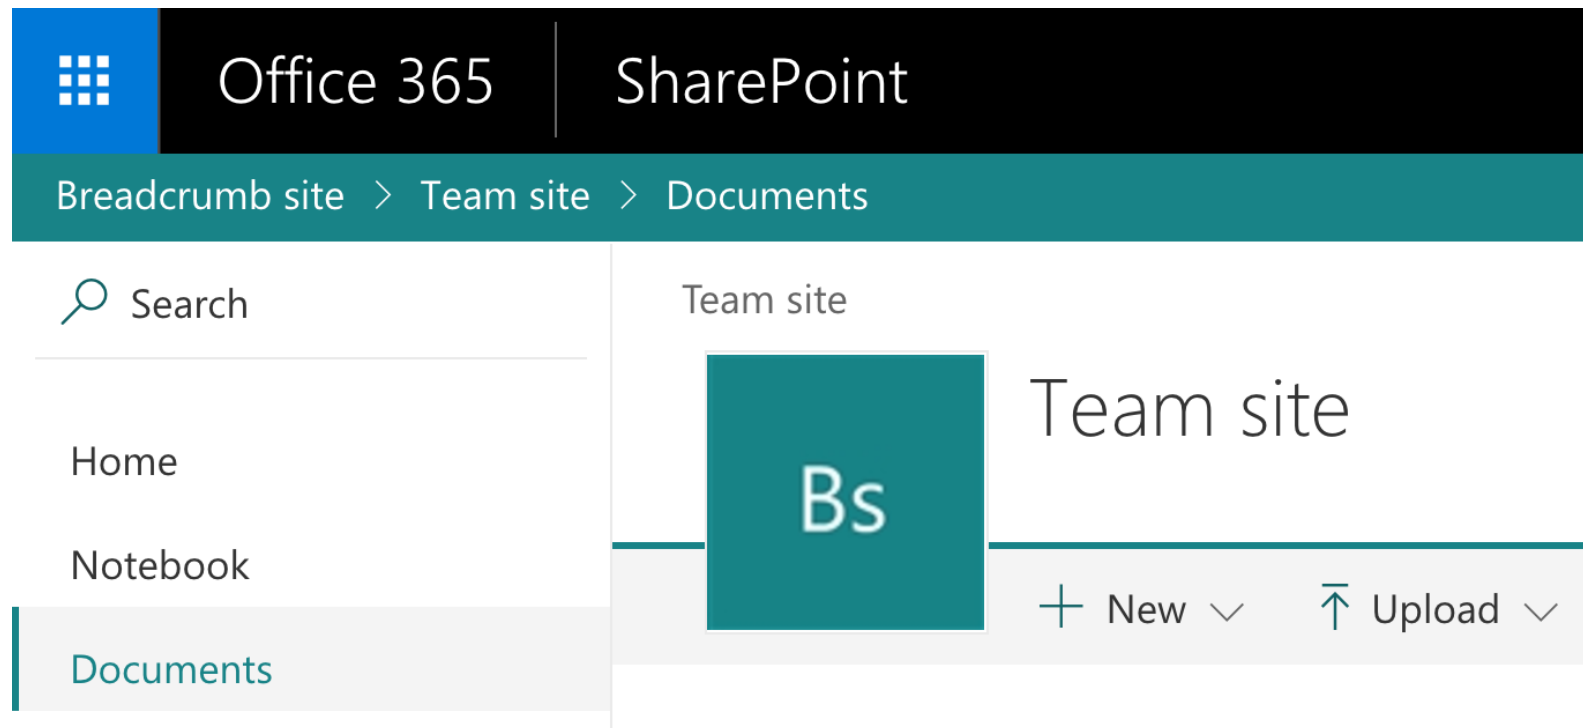 Office 365 SharePoint
Breadcrumb site > Team site > Documents
Search
Home
Notebook
Documents
Team site
Bs
Team site
New Upload